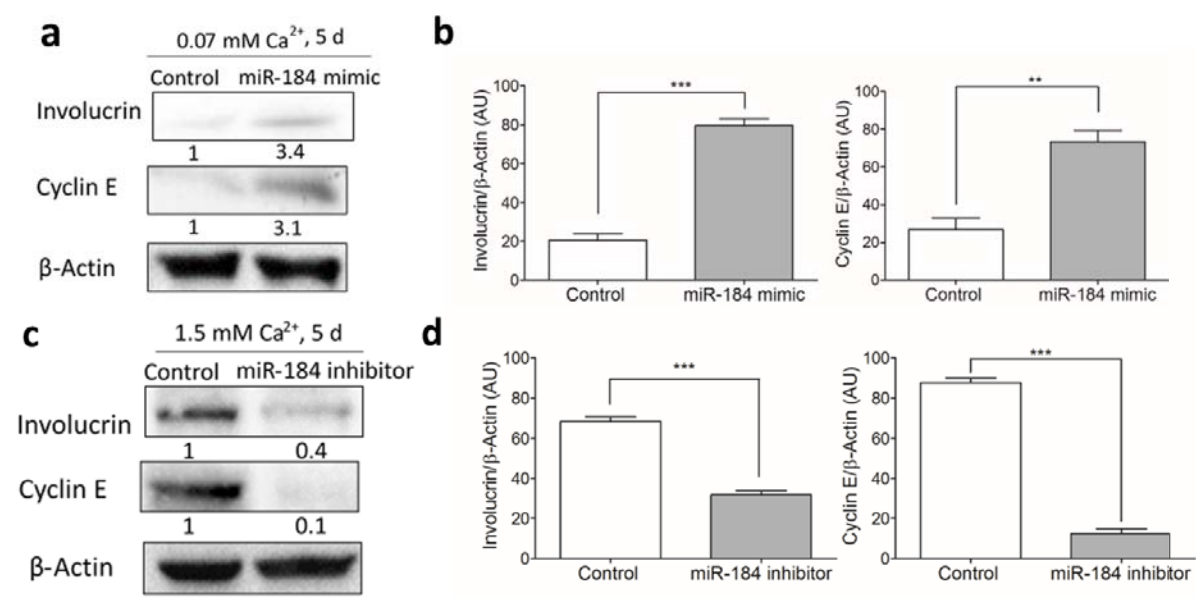 a
0.07 mM Ca²⁺, 5 d
Control miR-184 mimic
Involucrin
1 3.4
Cyclin E
1 3.1
β-Actin
b
Involucrin/β-Actin (AU)
100
80
60
40
20
0
***
Control miR-184 mimic
Cyclin E/β-Actin (AU)
100
80
60
40
20
0
**
Control miR-184 mimic
c
1.5 mM Ca²⁺, 5 d
Control miR-184 inhibitor
Involucrin
1 0.4
Cyclin E
1 0.1
β-Actin
d
Involucrin/β-Actin (AU)
100
80
60
40
20
0
***
Control miR-184 inhibitor
Cyclin E/β-Actin (AU)
100
80
60
40
20
0
***
Control miR-184 inhibitor